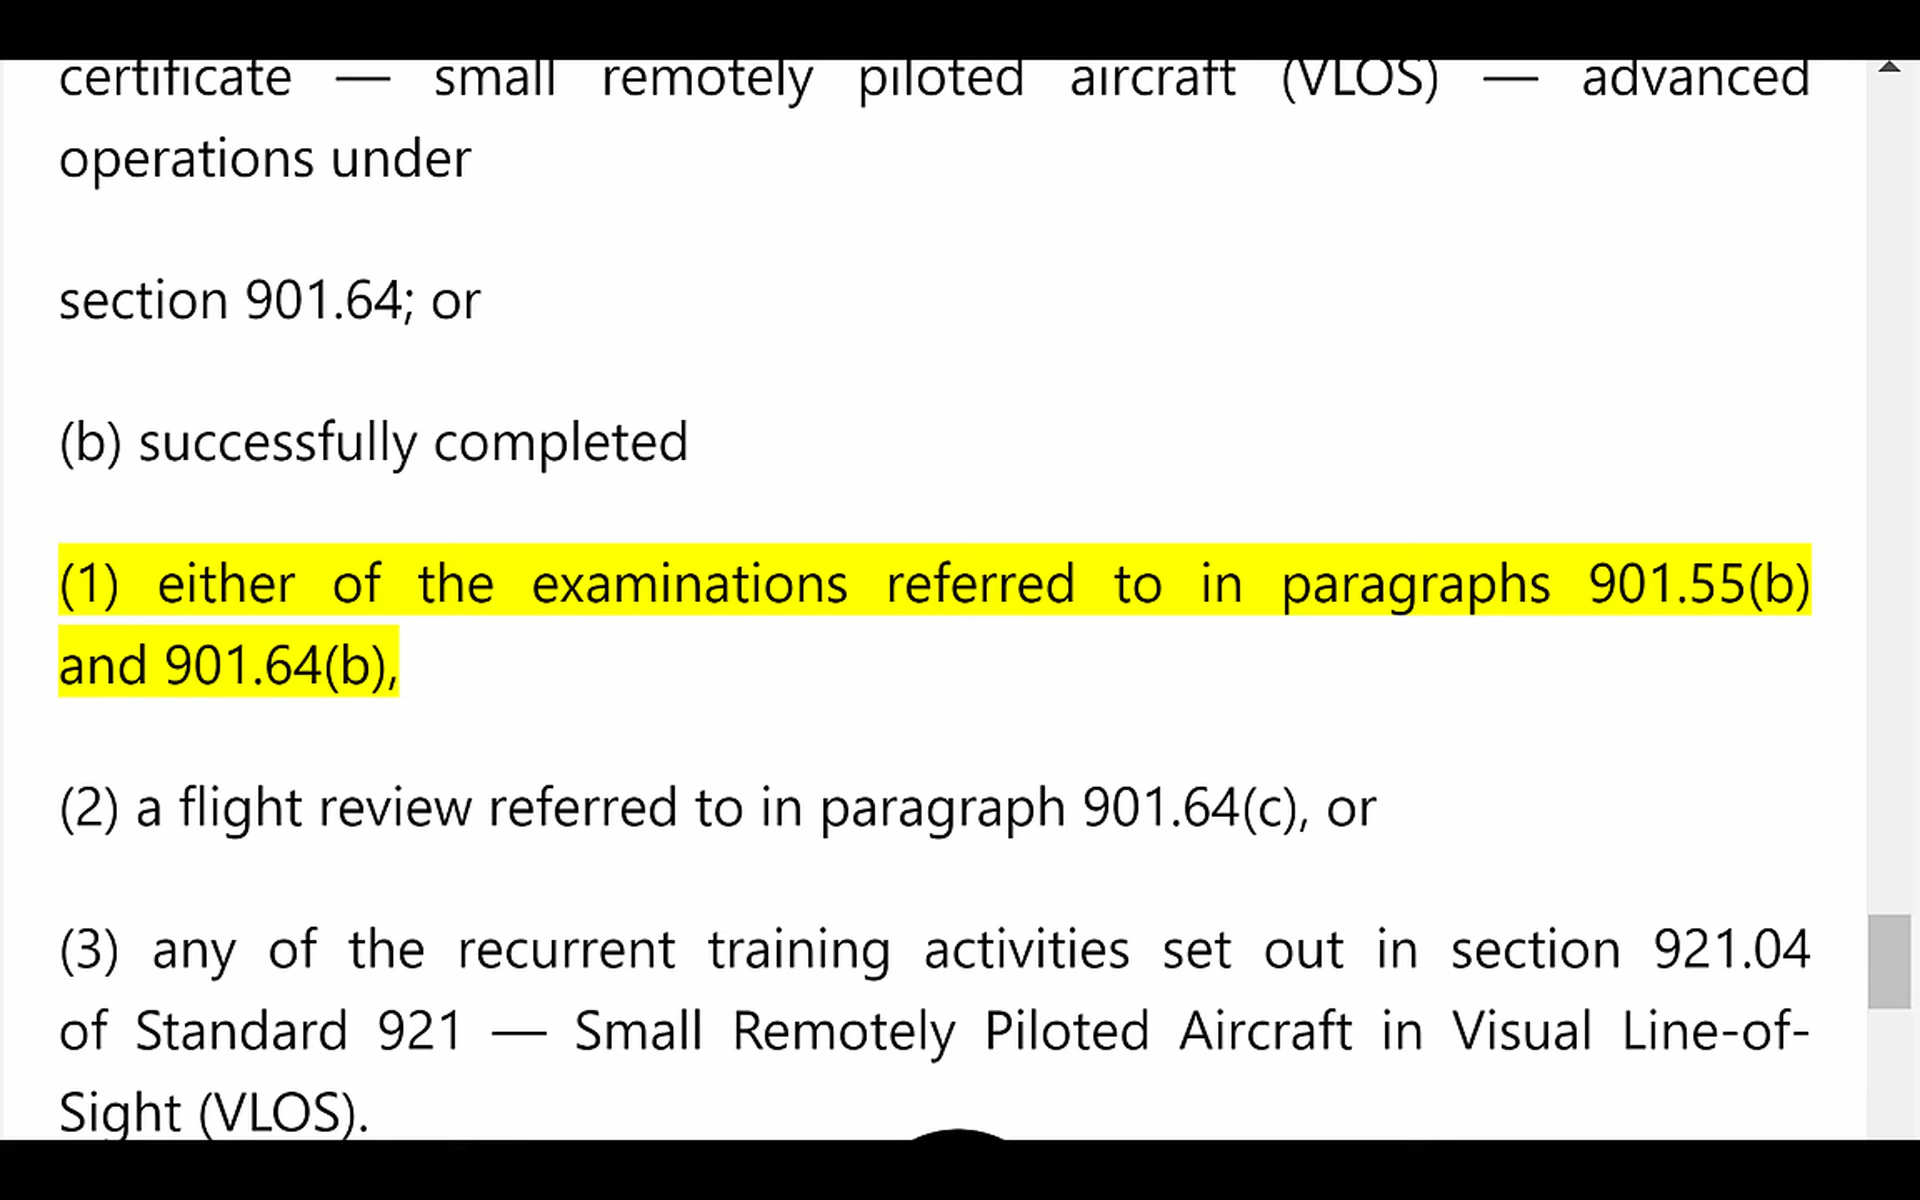 certificate — small remotely piloted aircraft (VLOS) — advanced
operations under
section 901.64; or
(b) successfully completed
(1) either of the examinations referred to in paragraphs 901.55(b)
and 901.64(b),
(2) a flight review referred to in paragraph 901.64(c), or
(3) any of the recurrent training activities set out in section 921.04
of Standard 921 — Small Remotely Piloted Aircraft in Visual Line-of-
Sight (VLOS).